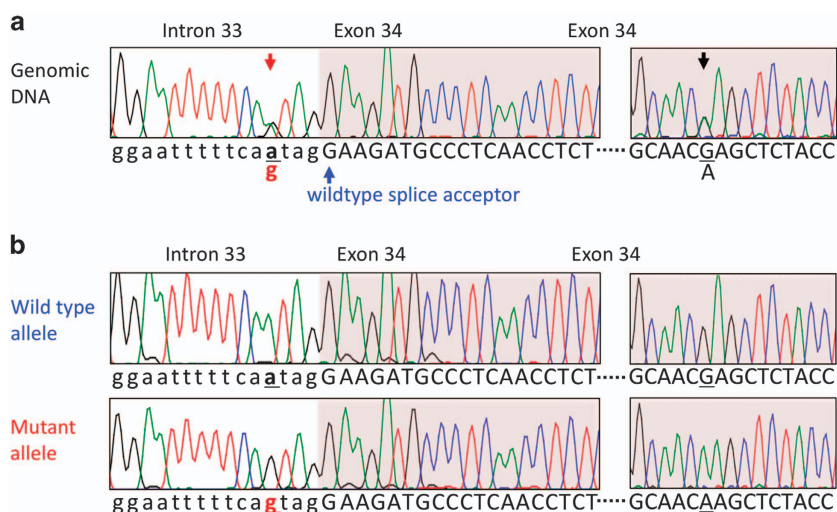 a
Intron 33 Exon 34 Exon 34
Genomic
DNA
ggaatttttcaatagGAAGATGCCCTCAACCTCT ······ GCAACGAGCTCTACC
g A
wildtype splice acceptor
b
Intron 33 Exon 34 Exon 34
Wild type
allele
ggaatttttcaatagGAAGATGCCCTCAACCTCT ······ GCAACGAGCTCTACC
Mutant
allele
ggaatttttcagtagGAAGATGCCCTCAACCTCT ······ GCAACAAGCTCTACC